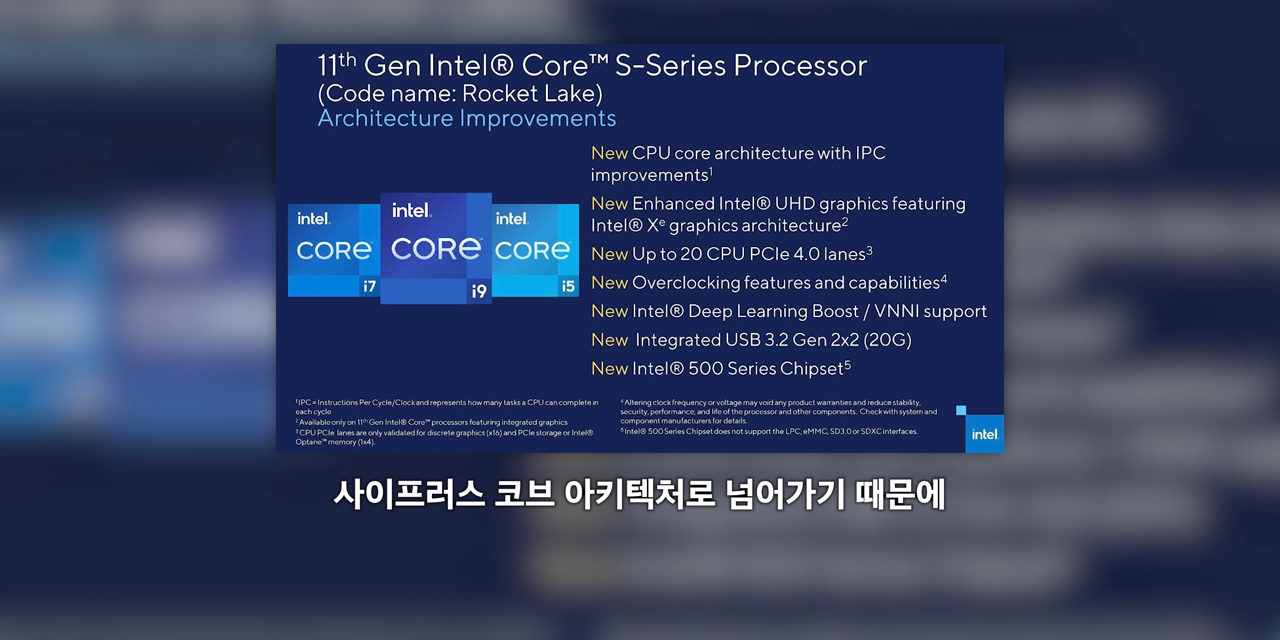 11th Gen Intel® Core™ S-Series Processor
(Code name: Rocket Lake)
Architecture Improvements
New CPU core architecture with IPC
improvements¹
New Enhanced Intel® UHD graphics featuring
Intel® Xᵉ graphics architecture²
New Up to 20 CPU PCIe 4.0 lanes³
New Overclocking features and capabilities⁴
New Intel® Deep Learning Boost / VNNI support
New Integrated USB 3.2 Gen 2x2 (20G)
New Intel® 500 Series Chipset⁵
intel.
CORE™
i7
intel.
CORE™
i9
intel.
CORE™
i5
¹ IPC = Instructions Per Cycle/Clock and represents how many tasks a CPU can complete in
each cycle
² Available only on 11th Gen Intel® Core™ processors featuring integrated graphics
³ CPU PCIe lanes are only validated for discrete graphics (x16) and PCIe storage or Intel®
Optane™ memory (1x4).
⁴ Altering clock frequency or voltage may void any product warranties and reduce stability,
security, performance, and life of the processor and other components. Check with system and
component manufacturers for details.
⁵ Intel® 500 Series Chipset does not support the LPC, eMMC, SD3.0 or SDXC interfaces.
intel.
사이프러스 코브 아키텍처로 넘어가기 때문에